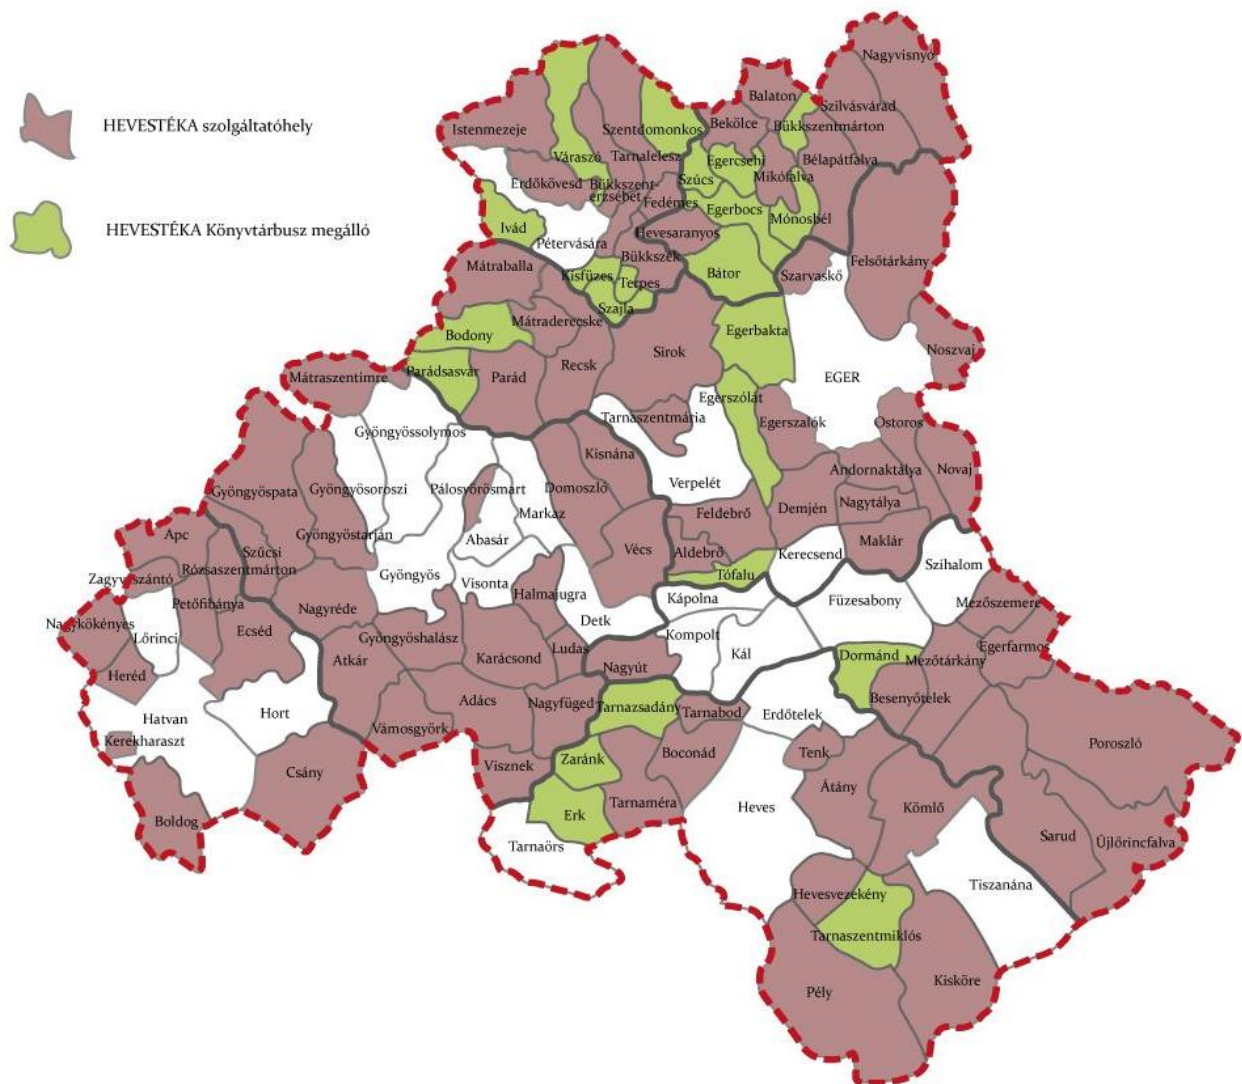 HEVESTÉKA szolgáltatóhely
HEVESTÉKA Könyvtárbusz megálló
Nagyvisnyó
Balaton
Szilvásvárad
Istenmezeje
Szentdomonkos
Bekölce
Bükkszentmárton
Váraszó
Tarnalelesz
Egercsehi
Bélapátfalva
Erdőkövesd
Bükkszent-
erzsébet
Szúcs
Mikófalva
Fedémes
Egerbocs
Mónosbél
Ivád
Pétervására
Hevesaranyos
Bükkszék
Mátraballa
Kisfüzes
Terpes
Bátor
Szarvaskő
Felsőtárkány
Szajla
Bodony
Mátraderecske
Sirok
Egerbakta
Noszvaj
Mátraszentimre
Parádsasvár
Parád
Recsk
EGER
Egerszólát
Tarnaszentmária
Egerszalók
Ostoros
Gyöngyössolymos
Kisnána
Gyöngyöspata
Gyöngyösoroszi
Pálosvörösmart
Domoszló
Verpelét
Andornaktálya
Novaj
Markaz
Feldebrő
Demjén
Nagytálya
Apc
Gyöngyöstarján
Abasár
Vécs
Aldebrő
Kerecsend
Maklár
Szűcsi
Zagyvaszántó
Rózsaszentmárton
Gyöngyös
Visonta
Tófalu
Szihalom
Petőfibánya
Nagyréde
Halmajugra
Kápolna
Füzesabony
Mezőszemere
Nagykökényes
Lőrinci
Ecséd
Gyöngyöshalász
Detk
Kompolt
Kál
Egerfarmos
Heréd
Atkár
Karácsond
Ludas
Nagyút
Dormánd
Mezőtárkány
Besenyőtelek
Hatvan
Hort
Adács
Nagyfüged
Tarnazsadány
Tarnabod
Erdőtelek
Kerekharaszt
Vámosgyörk
Boconád
Tenk
Poroszló
Csány
Visznek
Zaránk
Átány
Boldog
Erk
Tarnaméra
Heves
Kömlő
Tarnaörs
Sarud
Újlőrincfalva
Hevesvezekény
Tiszanána
Tarnaszentmiklós
Pély
Kisköre